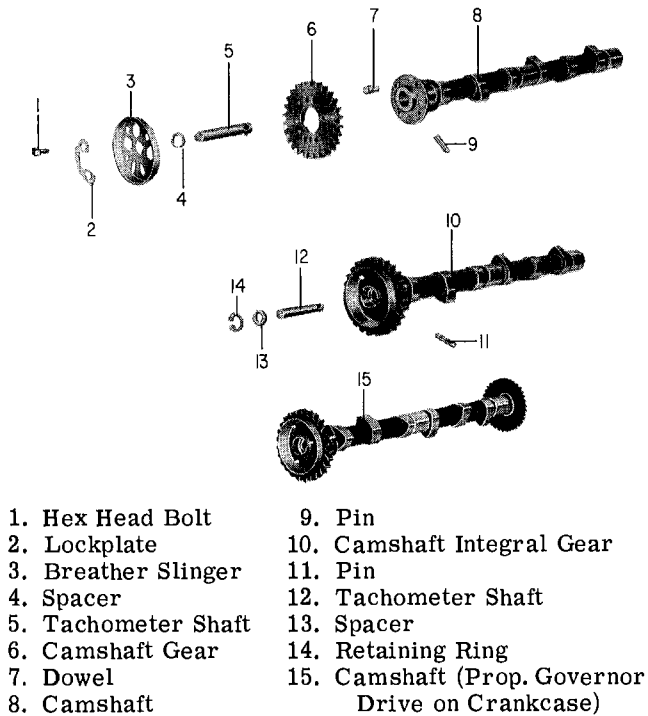 1
2
3
4
5
6
7
8
9
10
11
12
13
14
15
1. Hex Head Bolt
2. Lockplate
3. Breather Slinger
4. Spacer
5. Tachometer Shaft
6. Camshaft Gear
7. Dowel
8. Camshaft
9. Pin
10. Camshaft Integral Gear
11. Pin
12. Tachometer Shaft
13. Spacer
14. Retaining Ring
15. Camshaft (Prop. Governor
Drive on Crankcase)